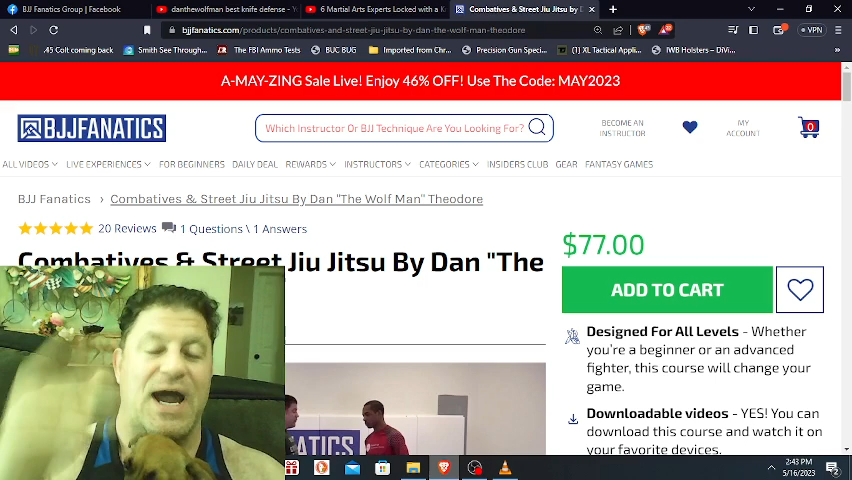 BJJ Fanatics Group | Facebook
danthewolfman best knife defense -
6 Martial Arts Experts Locked with a K
Combatives & Street Jiu Jitsu by D
bjjfanatics.com/products/combatives-and-street-jiu-jitsu-by-dan-the-wolf-man-theodore
VPN
.45 Colt coming back
Smith See Through...
The FBI Ammo Tests
BUC BUG
Imported from Chr...
Precision Gun Speci...
(1) XL Tactical App...
IWB Holsters – DiVi...
A-MAY-ZING Sale Live! Enjoy 46% OFF! Use The Code: MAY2023
BJJFANATICS
Which Instructor Or BJJ Technique Are You Looking For?
BECOME AN
INSTRUCTOR
MY
ACCOUNT
0
ALL VIDEOS
LIVE EXPERIENCES
FOR BEGINNERS
DAILY DEAL
REWARDS
INSTRUCTORS
CATEGORIES
INSIDERS CLUB
GEAR
FANTASY GAMES
BJJ Fanatics › Combatives & Street Jiu Jitsu By Dan "The Wolf Man" Theodore
20 Reviews 1 Questions \ 1 Answers
Combatives & Street Jiu Jitsu By Dan "The
$77.00
ADD TO CART
Designed For All Levels - Whether
you're a beginner or an advanced
fighter, this course will change your
game.
Downloadable videos - YES! You can
download this course and watch it on
your favorite devices.
NATICS
2:43 PM
5/16/2023
2